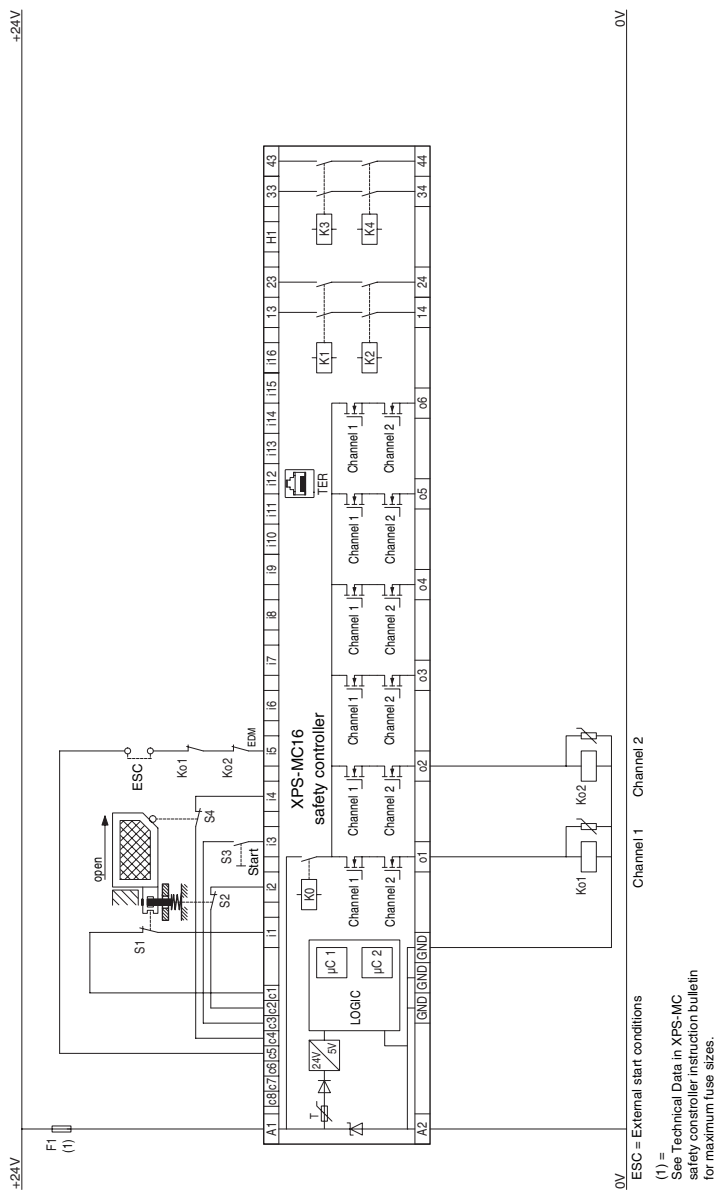 +24V
+24V
F1
(1)
open
ESC
Ko1
Ko2
EDM
S1
S2
S3
Start
S4
A1
c8
c7
c6
c5
c4
c3
c2
c1
i1
i2
i3
i4
i5
i6
i7
i8
i9
i10
i11
i12
i13
i14
i15
i16
13
23
H1
33
43
XPS-MC16
safety controller
TER
T
24V
5V
LOGIC
µC 1
µC 2
K0
K1
K2
K3
K4
Channel 1
Channel 2
Channel 1
Channel 2
Channel 1
Channel 2
Channel 1
Channel 2
Channel 1
Channel 2
Channel 1
Channel 2
A2
GND
GND
GND
o1
o2
o3
o4
o5
o6
14
24
34
44
Ko1
Ko2
0V
0V
Channel 1
Channel 2
ESC = External start conditions
(1) =
See Technical Data in XPS-MC
safety constroller instruction bulletin
for maximum fuse sizes.